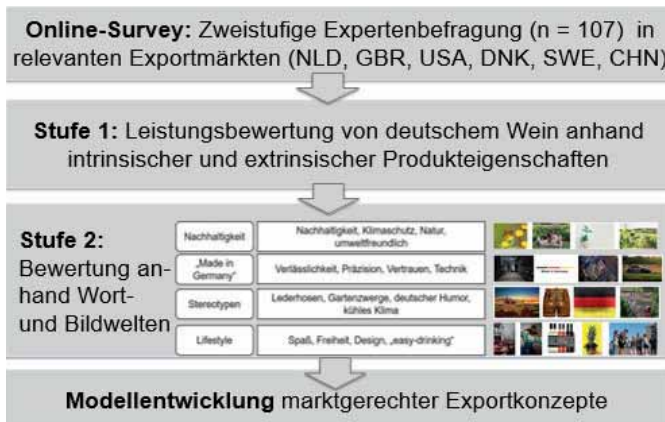 Online-Survey: Zweistufige Expertenbefragung (n = 107) in
relevanten Exportmärkten (NLD, GBR, USA, DNK, SWE, CHN)
Stufe 1: Leistungsbewertung von deutschem Wein anhand
intrinsischer und extrinsischer Produkteigenschaften
Stufe 2:
Bewertung an-
hand Wort-
und Bildwelten
Nachhaltigkeit
Nachhaltigkeit, Klimaschutz, Natur,
umweltfreundlich
„Made in
Germany“
Verlässlichkeit, Präzision, Vertrauen, Technik
Stereotypen
Lederhosen, Gartenzwerge, deutscher Humor,
kühles Klima
Lifestyle
Spaß, Freiheit, Design, „easy-drinking“
Modellentwicklung marktgerechter Exportkonzepte